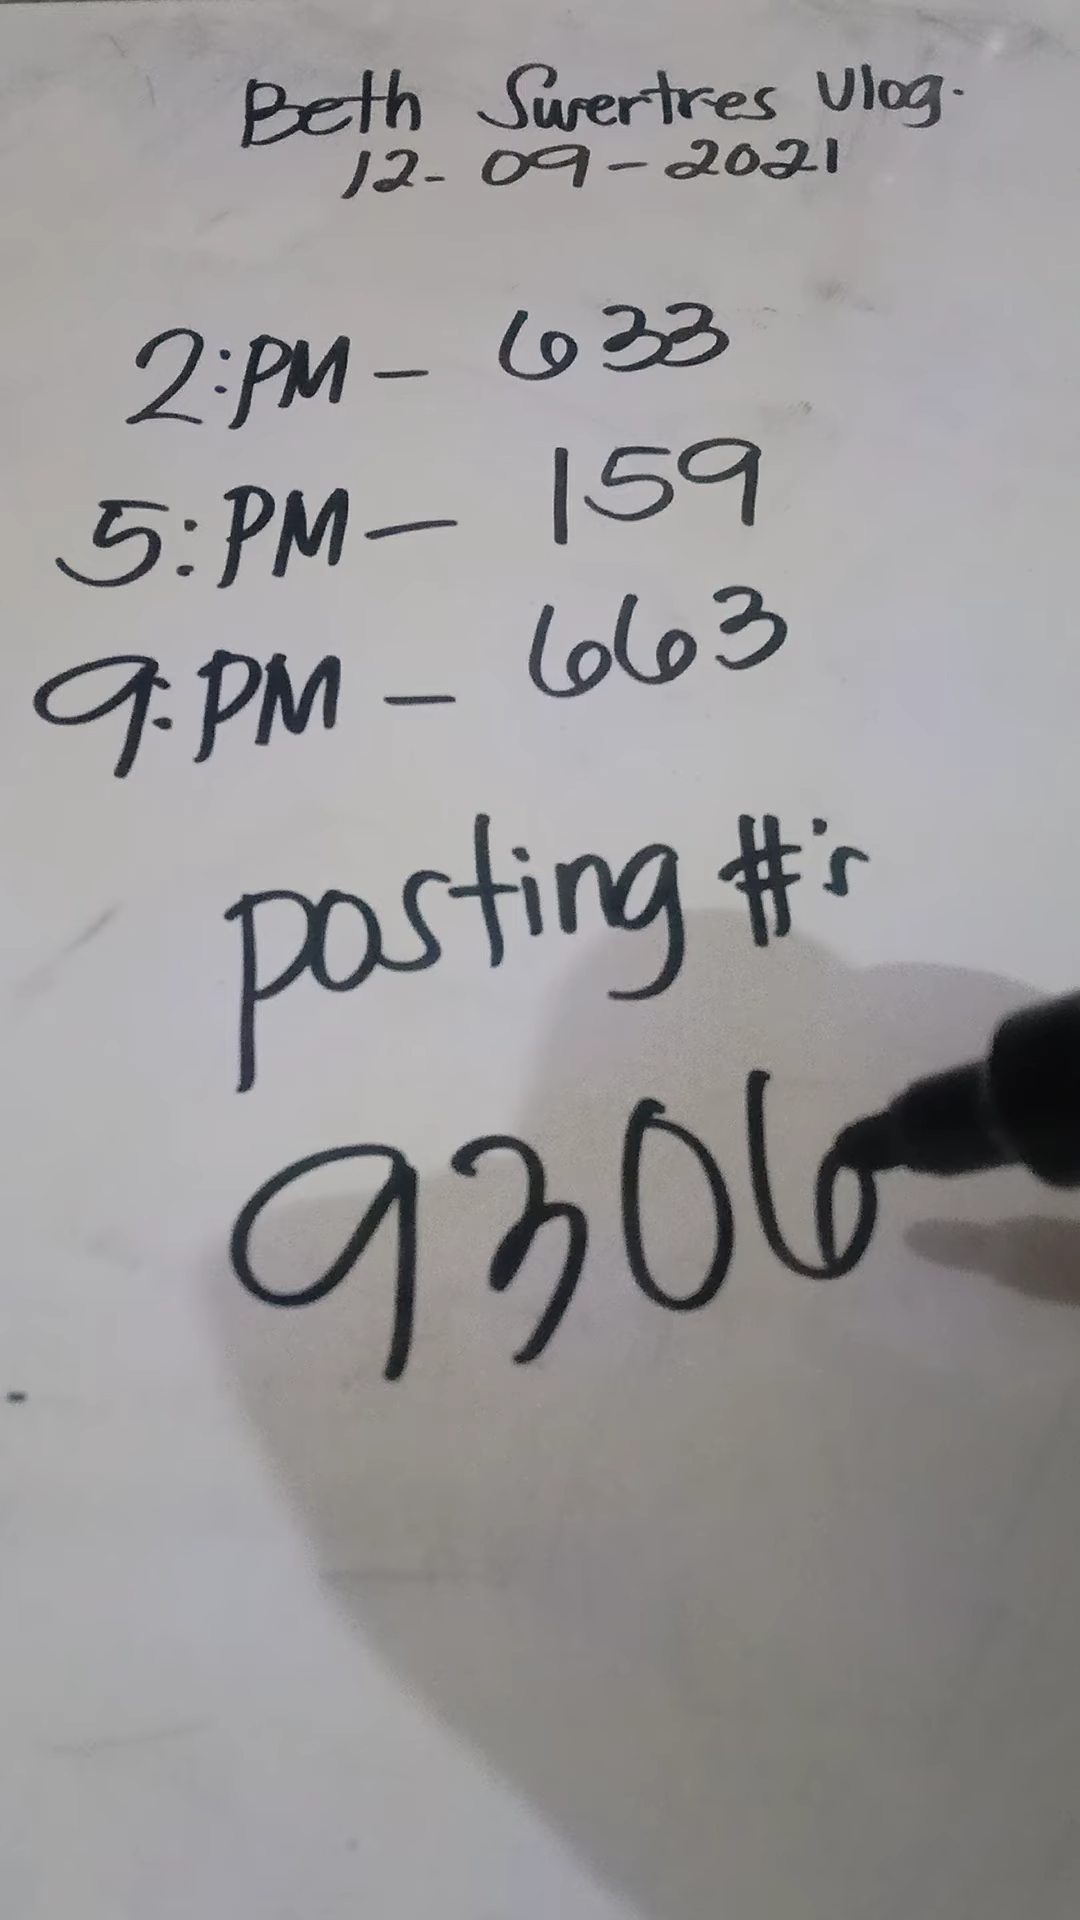 Beth Swertres Vlog.
12-09-2021
2:PM - 633
5:PM - 159
9:PM - 663
posting #'s
9306